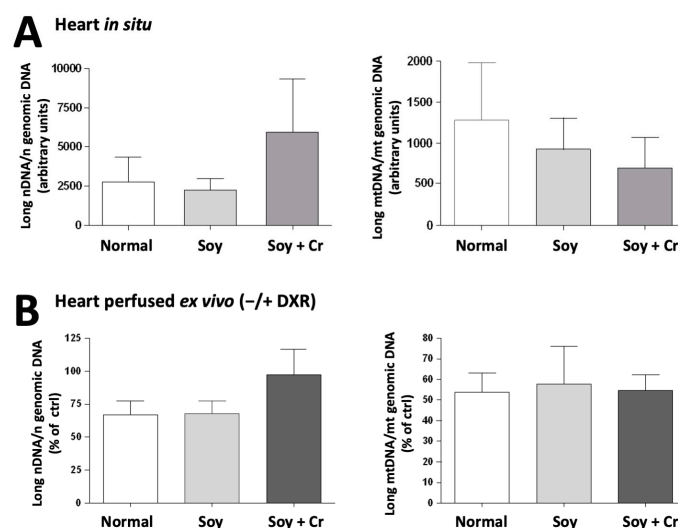 A Heart in situ
Long nDNA/n genomic DNA
(arbitrary units)
10000
7500
5000
2500
0
Normal Soy Soy + Cr
Long mtDNA/mt genomic DNA
(arbitrary units)
2000
1500
1000
500
0
Normal Soy Soy + Cr
B Heart perfused ex vivo (−/+ DXR)
Long nDNA/n genomic DNA
(% of ctrl)
125
100
75
50
25
0
Normal Soy Soy + Cr
Long mtDNA/mt genomic DNA
(% of ctrl)
80
70
60
50
40
30
20
10
0
Normal Soy Soy + Cr